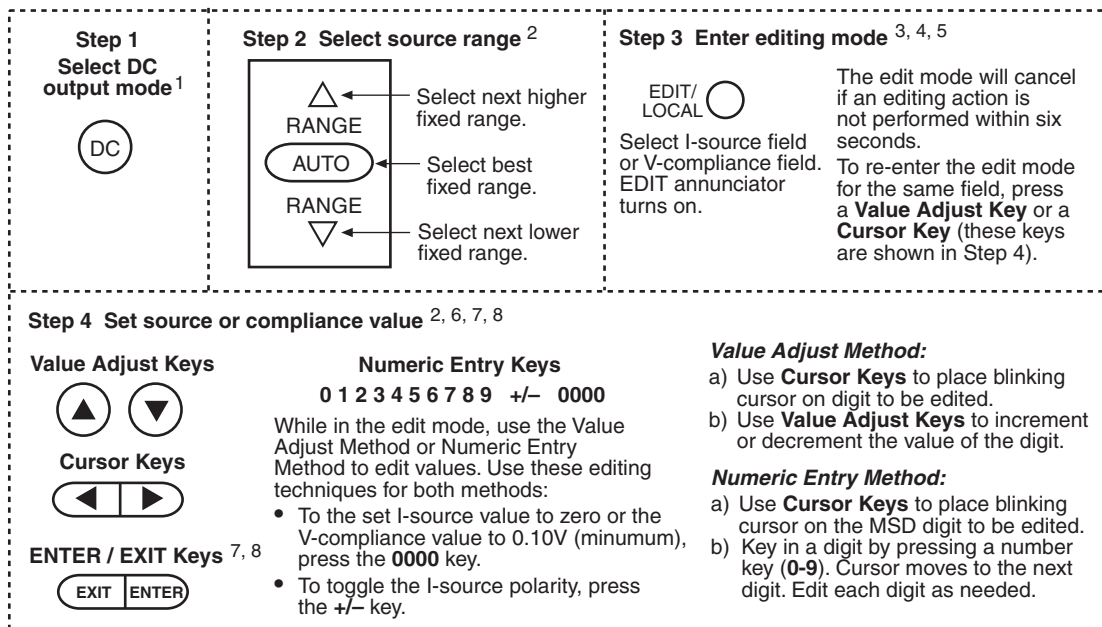 Step 1
Select DC
output mode 1
DC
Step 2 Select source range 2
RANGE
AUTO
RANGE
Select next higher
fixed range.
Select best
fixed range.
Select next lower
fixed range.
Step 3 Enter editing mode 3, 4, 5
EDIT/
LOCAL
Select I-source field
or V-compliance field.
EDIT annunciator
turns on.
The edit mode will cancel
if an editing action is
not performed within six
seconds.
To re-enter the edit mode
for the same field, press
a Value Adjust Key or a
Cursor Key (these keys
are shown in Step 4).
Step 4 Set source or compliance value 2, 6, 7, 8
Value Adjust Keys
Cursor Keys
ENTER / EXIT Keys 7, 8
EXIT ENTER
Numeric Entry Keys
0 1 2 3 4 5 6 7 8 9 +/– 0000
While in the edit mode, use the Value
Adjust Method or Numeric Entry
Method to edit values. Use these editing
techniques for both methods:
• To the set I-source value to zero or the
V-compliance value to 0.10V (minumum),
press the 0000 key.
• To toggle the I-source polarity, press
the +/– key.
Value Adjust Method:
a) Use Cursor Keys to place blinking
cursor on digit to be edited.
b) Use Value Adjust Keys to increment
or decrement the value of the digit.
Numeric Entry Method:
a) Use Cursor Keys to place blinking
cursor on the MSD digit to be edited.
b) Key in a digit by pressing a number
key (0-9). Cursor moves to the next
digit. Edit each digit as needed.